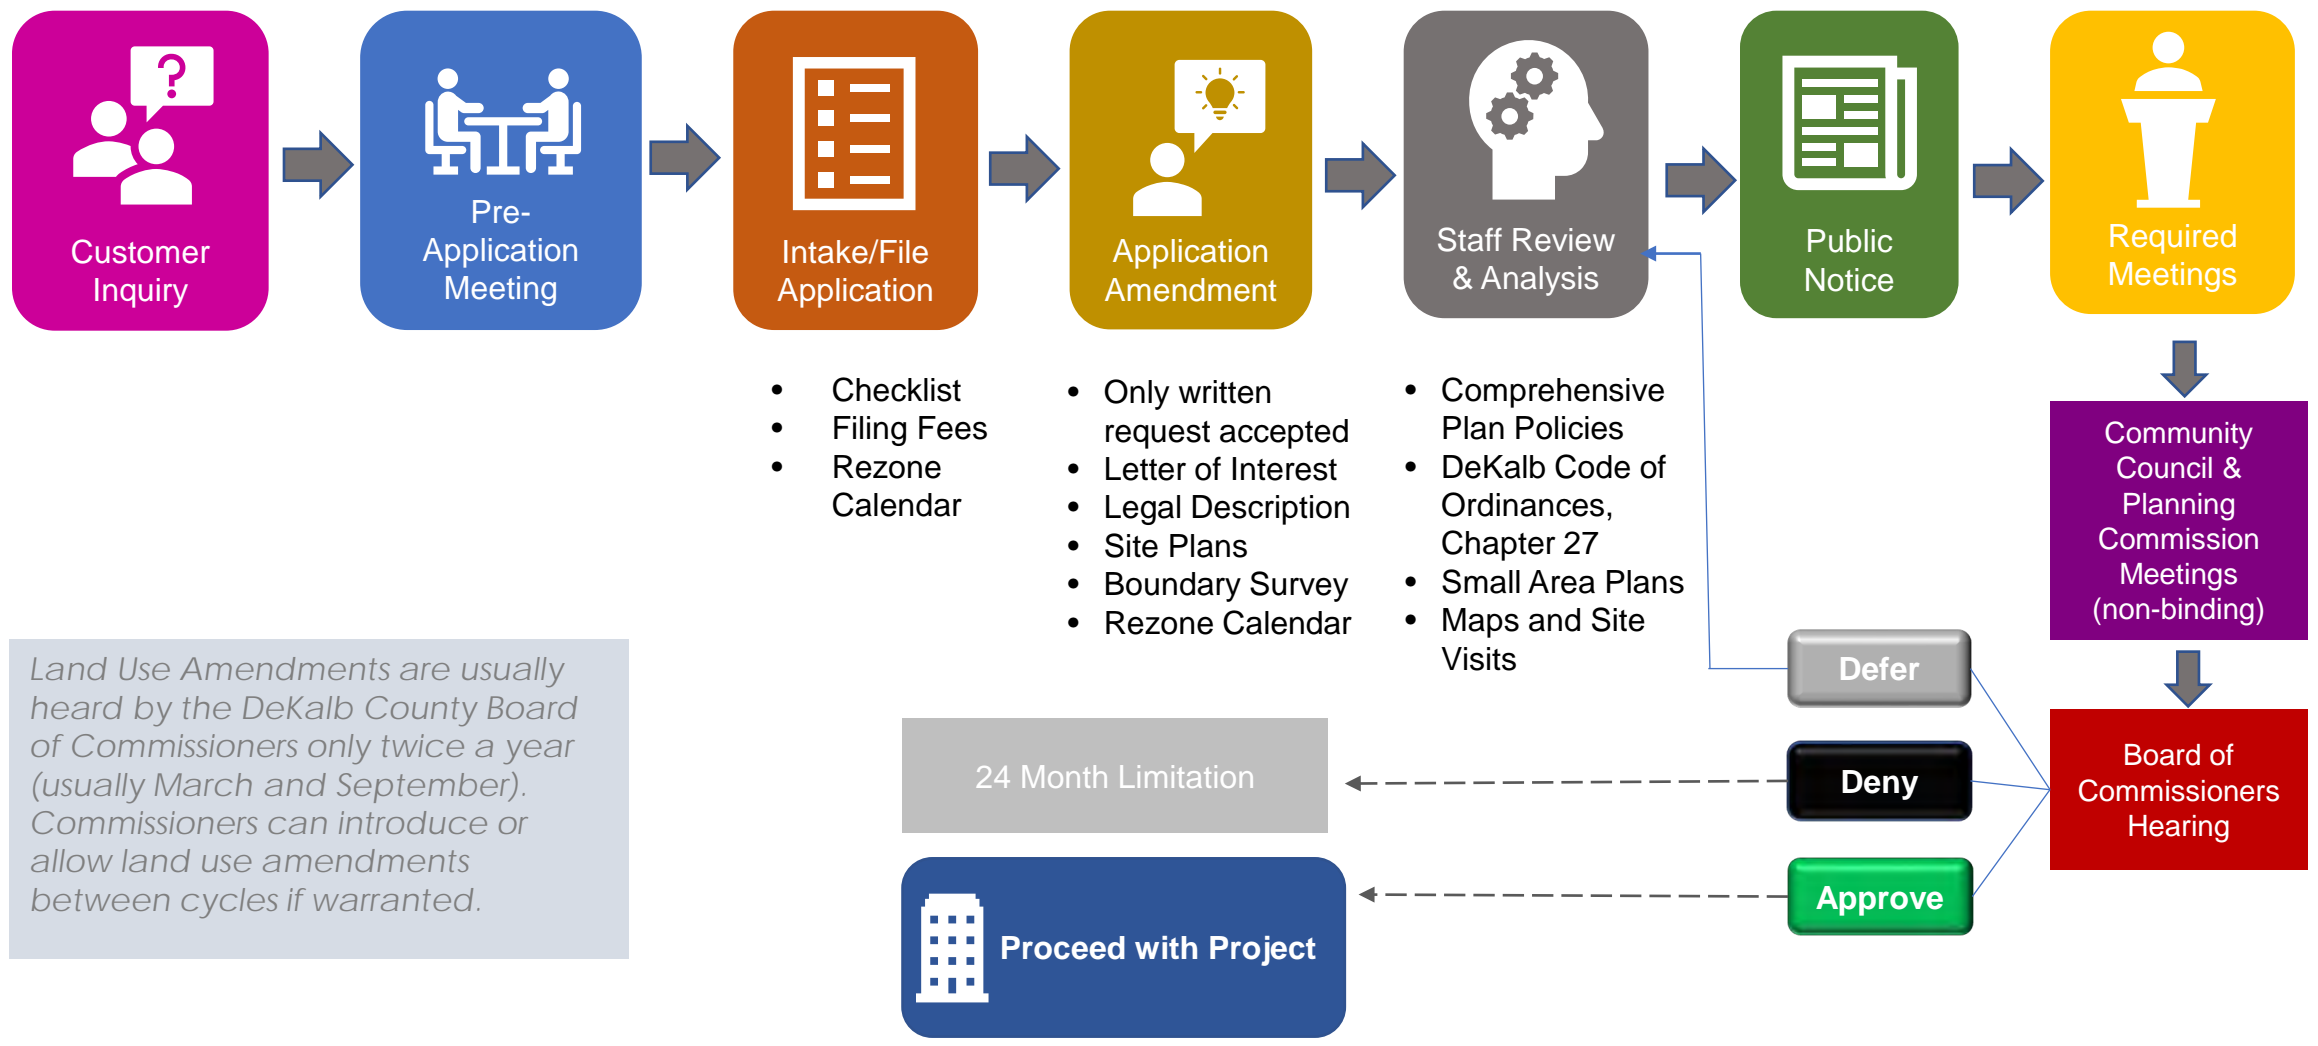 ?
Customer
Inquiry
Pre-
Application
Meeting
Intake/File
Application
Application
Amendment
Staff Review
& Analysis
Public
Notice
Required
Meetings
• Checklist
• Filing Fees
• Rezone
Calendar
• Only written
request accepted
• Letter of Interest
• Legal Description
• Site Plans
• Boundary Survey
• Rezone Calendar
• Comprehensive
Plan Policies
• DeKalb Code of
Ordinances,
Chapter 27
• Small Area Plans
• Maps and Site
Visits
Community
Council &
Planning
Commission
Meetings
(non-binding)
Board of
Commissioners
Hearing
Defer
Deny
Approve
24 Month Limitation
Proceed with Project
Land Use Amendments are usually
heard by the DeKalb County Board
of Commissioners only twice a year
(usually March and September).
Commissioners can introduce or
allow land use amendments
between cycles if warranted.